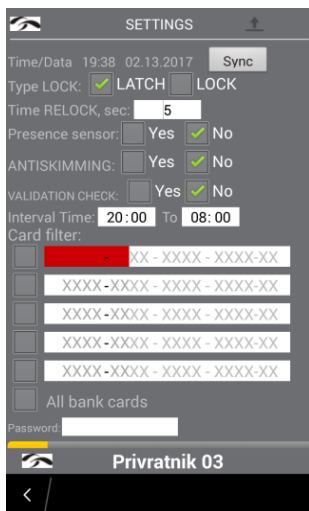 SETTINGS
Time/Data 19:38 02.13.2017 Sync
Type LOCK: LATCH LOCK
Time RELOCK, sec: 5
Presence sensor: Yes No
ANTISKIMMING: Yes No
VALIDATION CHECK: Yes No
Interval Time: 20:00 To 08:00
Card filter:
- XX - XXXX - XXXX-XX
XXXX-XXXX - XXXX - XXXX-XX
XXXX-XXXX - XXXX - XXXX-XX
XXXX-XXXX - XXXX - XXXX-XX
XXXX-XXXX - XXXX - XXXX-XX
All bank cards
Password:
Privratnik 03